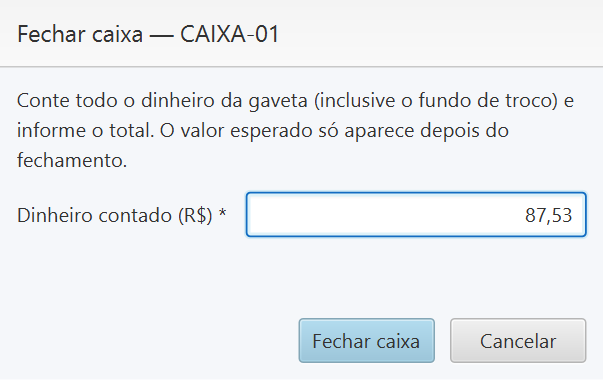 Fechar caixa — CAIXA-01
Conte todo o dinheiro da gaveta (inclusive o fundo de troco) e
informe o total. O valor esperado só aparece depois do
fechamento.
Dinheiro contado (R$) * 87,53
Fechar caixa Cancelar